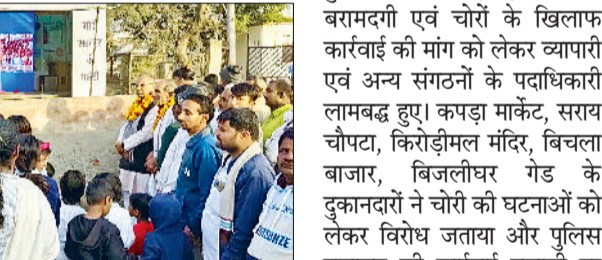 बरामदगी एवं चोरों के खिलाफ
कार्रवाई की मांग को लेकर व्यापारी
एवं अन्य संगठनों के पदाधिकारी
लामबद्ध हुए। कपड़ा मार्केट, सराय
चौपटा, किरोड़ीमल मंदिर, बिचला
बाजार, बिजलीघर गेड के
दुकानदारों ने चोरी की घटनाओं को
लेकर विरोध जताया और पुलिस